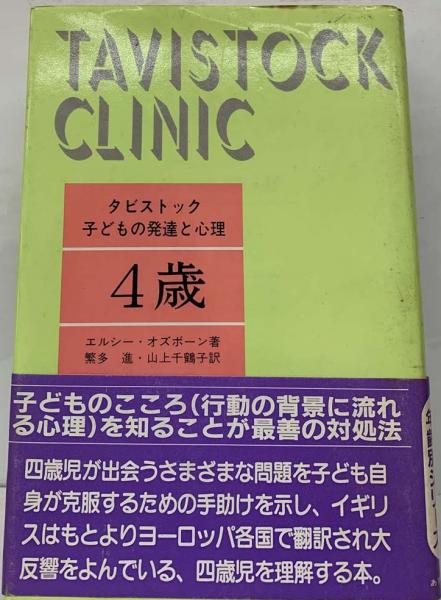 TAVISTOCK
CLINIC
タビストック
子どもの発達と心理
4歳
エルシー・オズボーン著
繁多 進・山上千鶴子訳
子どものこころ（行動の背景に流れ
る心理）を知ることが最善の対処法
四歳児が出会うさまざまな問題を子ども自
身が克服するための手助けを示し、イギリ
スはもとよりヨーロッパ各国で翻訳され大
反響をよんでいる、四歳児を理解する本。